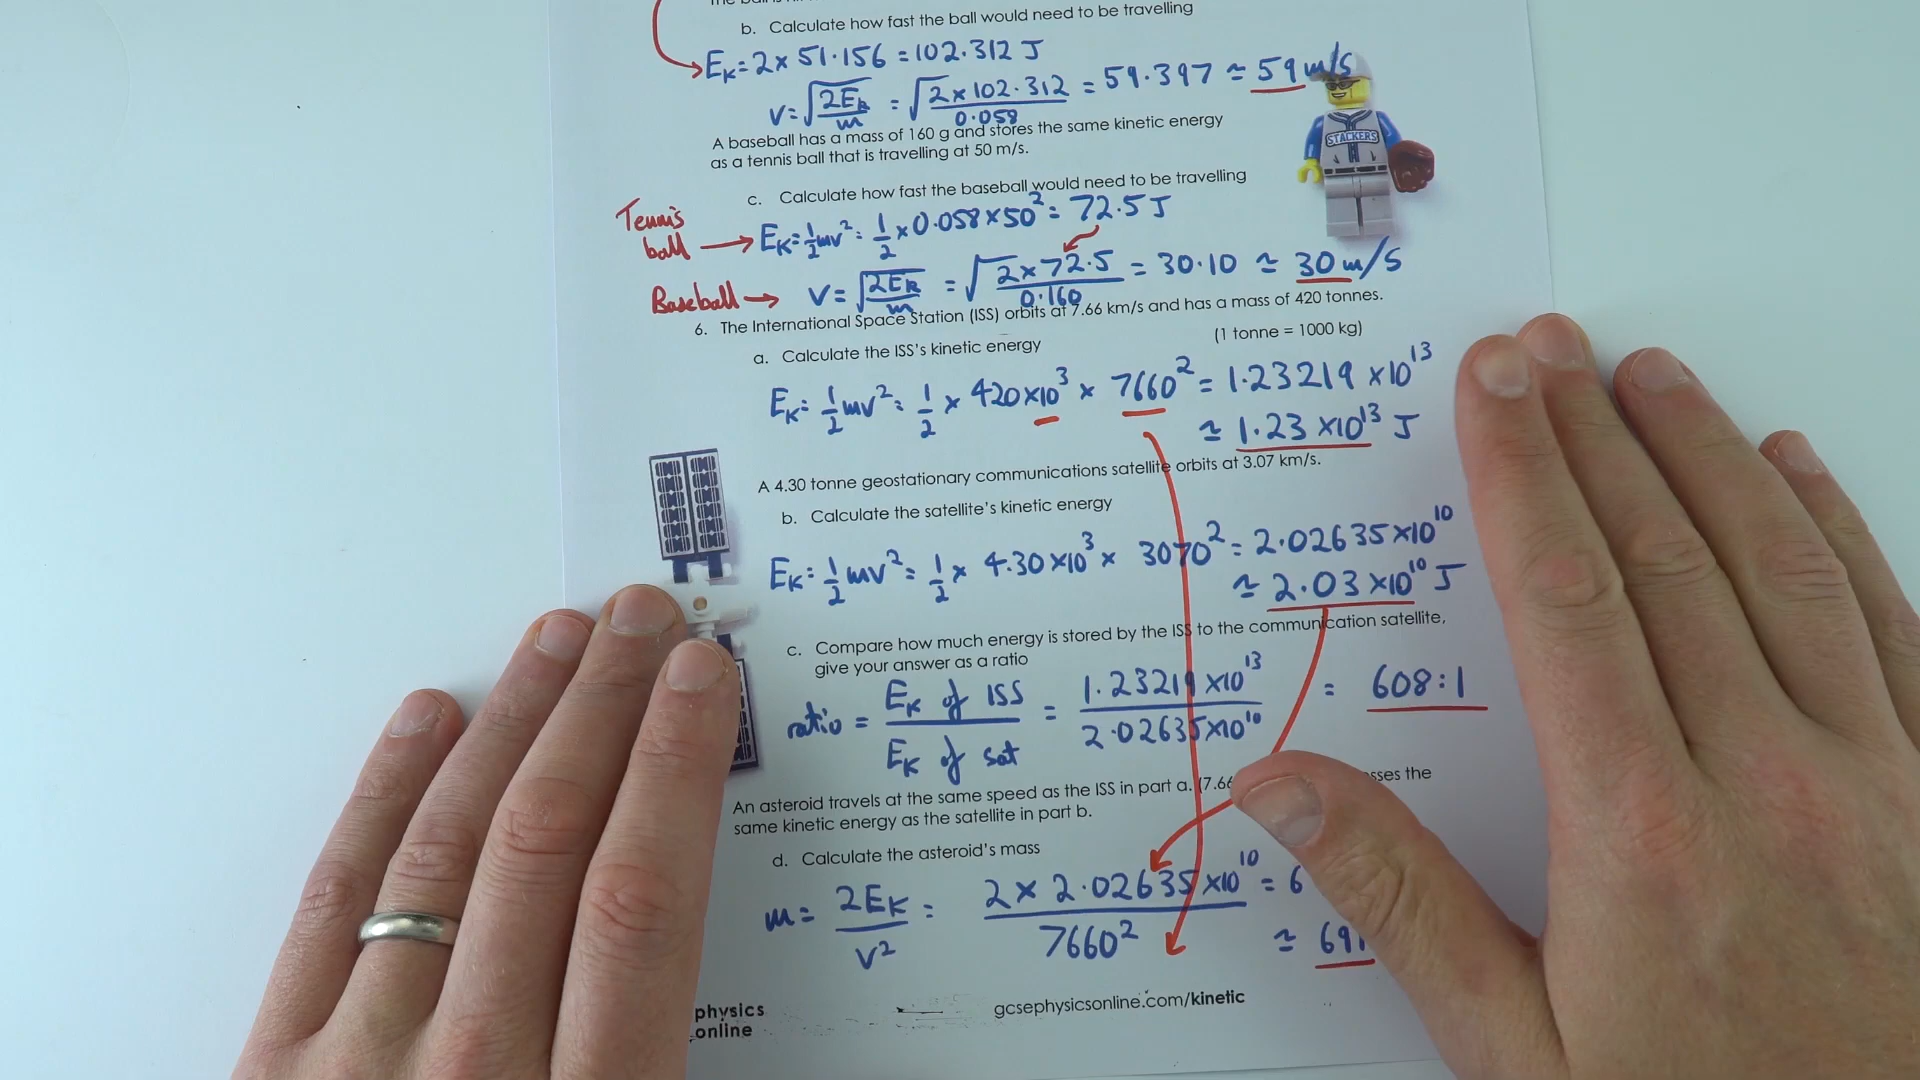 b. Calculate how fast the ball would need to be travelling
Eₖ = 2 × 51.156 = 102.312 J
v = √(2Eₖ/m) = √(2 × 102.312/0.058) = 59.397 ≃ 59 m/s
A baseball has a mass of 160 g and stores the same kinetic energy
as a tennis ball that is travelling at 50 m/s.
STACKERS
c. Calculate how fast the baseball would need to be travelling
Tennis
ball → Eₖ = ½mv² = ½ × 0.058 × 50² = 72.5 J
Baseball → v = √(2Eₖ/m) = √(2 × 72.5/0.160) = 30.10 ≃ 30 m/s
6. The International Space Station (ISS) orbits at 7.66 km/s and has a mass of 420 tonnes.
(1 tonne = 1000 kg)
a. Calculate the ISS's kinetic energy
Eₖ = ½mv² = ½ × 420×10³ × 7660² = 1.23219 ×10¹³
≃ 1.23 ×10¹³ J
A 4.30 tonne geostationary communications satellite orbits at 3.07 km/s.
b. Calculate the satellite's kinetic energy
Eₖ = ½mv² = ½ × 4.30×10³ × 3070² = 2.02635×10¹⁰
≃ 2.03 ×10¹⁰ J
c. Compare how much energy is stored by the ISS to the communication satellite,
give your answer as a ratio
ratio = Eₖ of ISS / Eₖ of sat = 1.23219 ×10¹³ / 2.02635×10¹⁰ = 608:1
An asteroid travels at the same speed as the ISS in part a. (7.66
same kinetic energy as the satellite in part b.
d. Calculate the asteroid's mass
m = 2Eₖ/v² = 2 × 2.02635×10¹⁰ / 7660² = 6
≃ 691
physics
online
gcsephysicsonline.com/kinetic